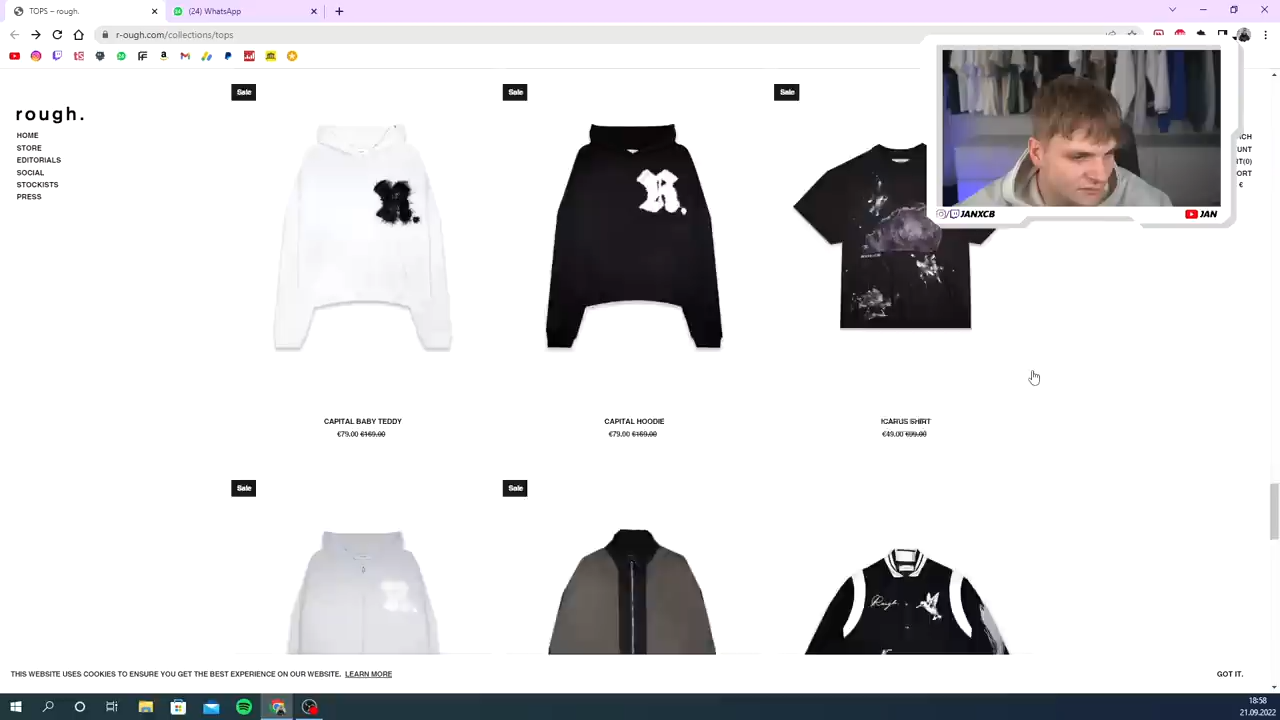 TOPS – rough.
(24) WhatsApp
r-ough.com/collections/tops
rough.
HOME
STORE
EDITORIALS
SOCIAL
STOCKISTS
PRESS
Sale
Sale
Sale
JANXCB
JAN
CAPITAL BABY TEDDY
€79.00 €169.00
CAPITAL HOODIE
€79.00 €169.00
ICARUS SHIRT
€49.00 €99.00
Sale
Sale
Rough.
THIS WEBSITE USES COOKIES TO ENSURE YOU GET THE BEST EXPERIENCE ON OUR WEBSITE. LEARN MORE
GOT IT.
18:58
21.09.2022